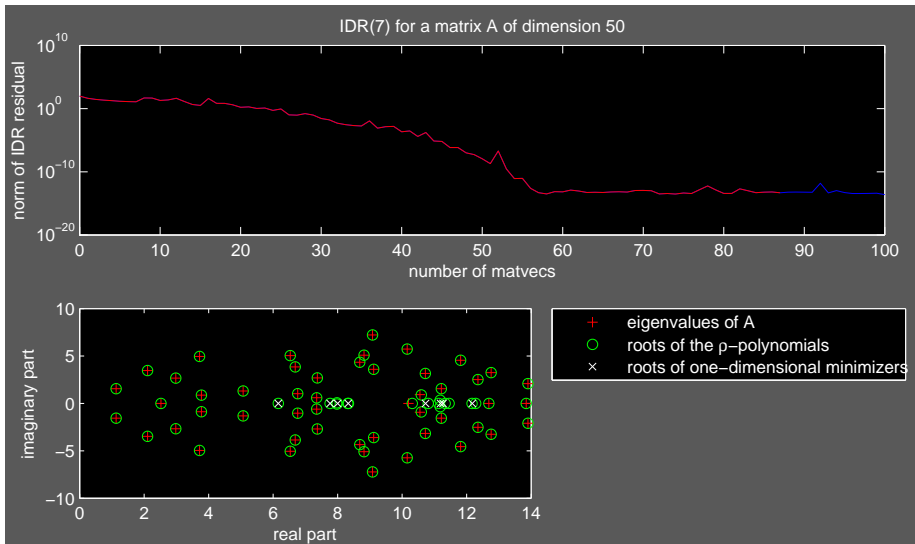 IDR(7) for a matrix A of dimension 50
norm of IDR residual
10^10
10^0
10^-10
10^-20
0 10 20 30 40 50 60 70 80 90 100
number of matvecs
imaginary part
10
5
0
-5
-10
0 2 4 6 8 10 12 14
real part
eigenvalues of A
roots of the ρ-polynomials
roots of one-dimensional minimizers